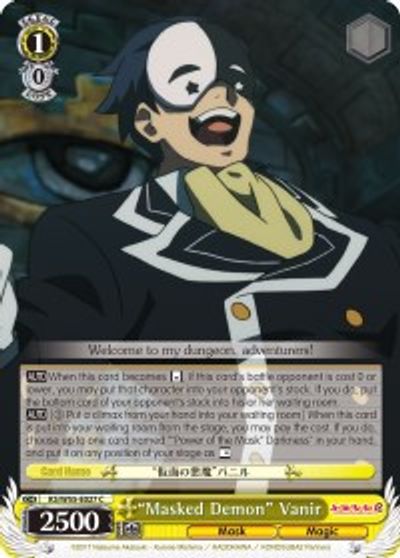 1
0
Welcome to my dungeon, adventurers!
AUTO When this card becomes [-], if this card's battle opponent is cost 0 or
lower, you may put that character into your opponent's stock. If you do, put
the bottom card of your opponent's stock into his or her waiting room.
AUTO [① Put a climax from your hand into your waiting room] When this card
is put into your waiting room from the stage, you may pay the cost. If you do,
choose up to one card named "Power of the Mask" Darkness" in your hand, and
put it on any position of your stage as
Card Name “仮面の悪魔”バニル
“Masked Demon” Vanir
2500
Mask Magic